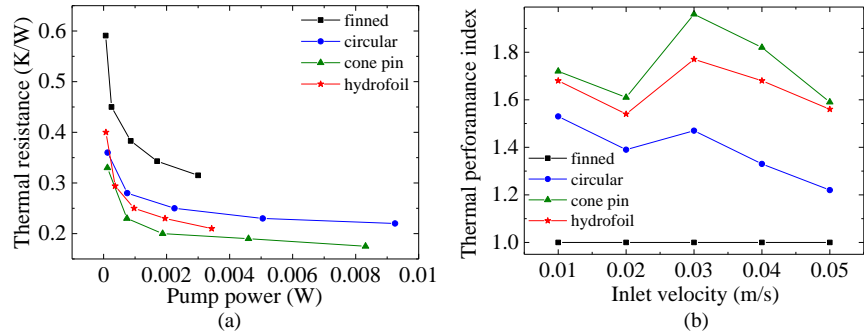 Thermal resistance (K/W)
0.6
0.5
0.4
0.3
0.2
finned
circular
cone pin
hydrofoil
0 0.002 0.004 0.006 0.008 0.01
Pump power (W)
(a)
Thermal perforamance index
1.8
1.6
1.4
1.2
1.0
finned
circular
cone pin
hydrofoil
0.01 0.02 0.03 0.04 0.05
Inlet velocity (m/s)
(b)